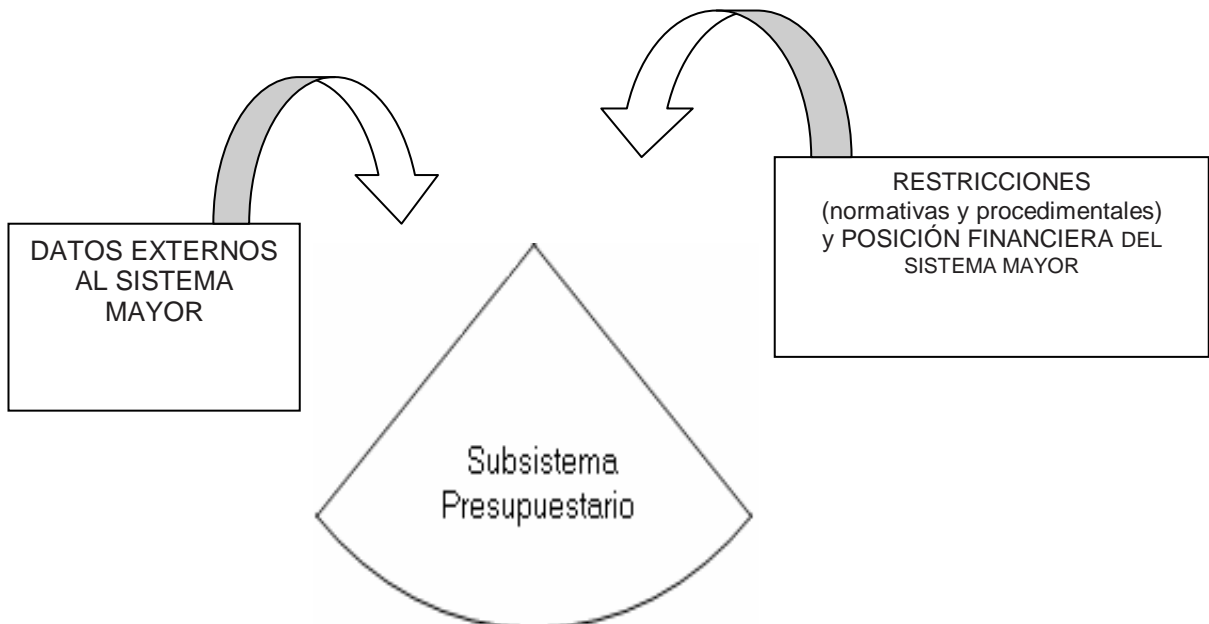 DATOS EXTERNOS
AL SISTEMA
MAYOR
RESTRICCIONES
(normativas y procedimentales)
y POSICIÓN FINANCIERA DEL
SISTEMA MAYOR
Subsistema
Presupuestario